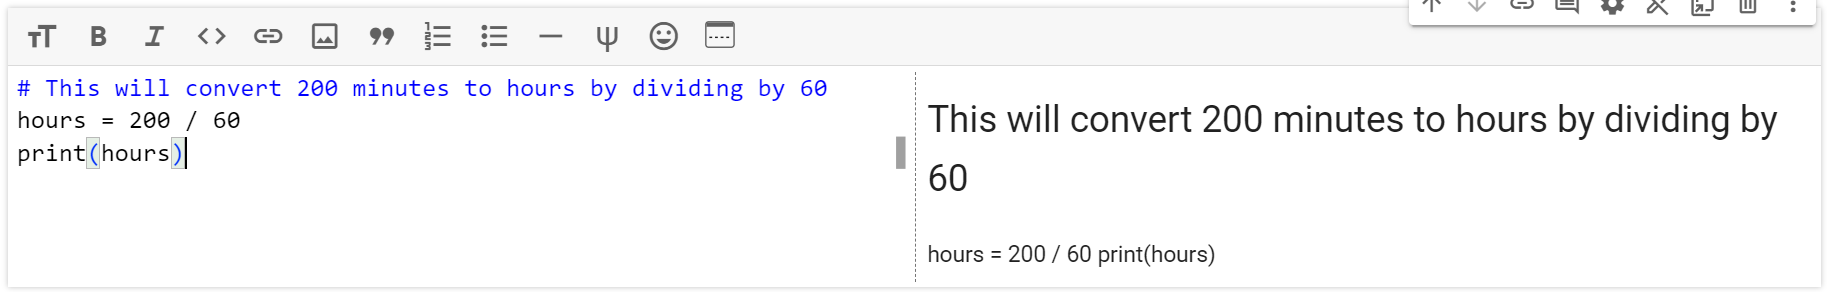 # This will convert 200 minutes to hours by dividing by 60
hours = 200 / 60
print(hours)
This will convert 200 minutes to hours by dividing by
60
hours = 200 / 60 print(hours)